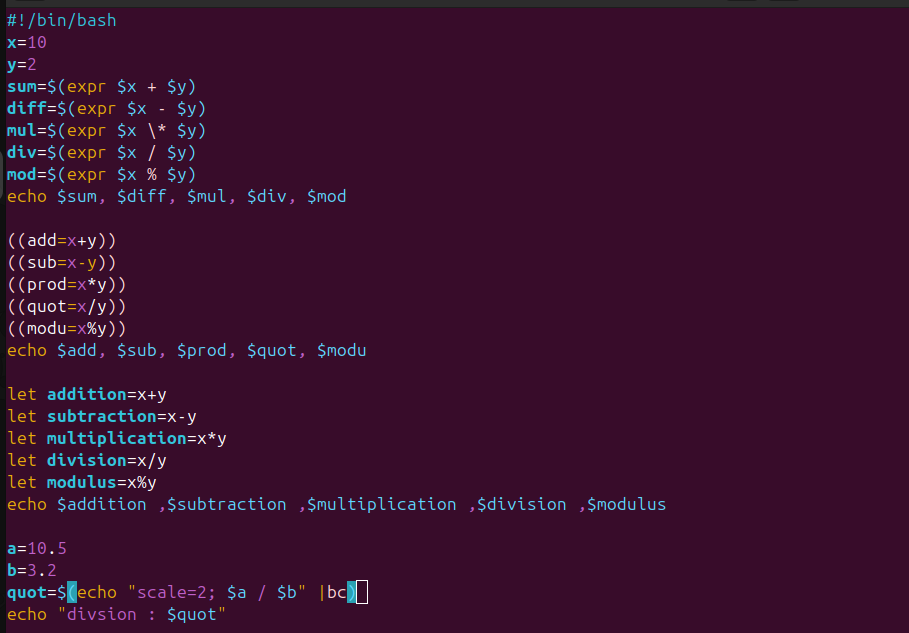 #!/bin/bash
x=10
y=2
sum=$(expr $x + $y)
diff=$(expr $x - $y)
mul=$(expr $x \* $y)
div=$(expr $x / $y)
mod=$(expr $x % $y)
echo $sum, $diff, $mul, $div, $mod
((add=x+y))
((sub=x-y))
((prod=x*y))
((quot=x/y))
((modu=x%y))
echo $add, $sub, $prod, $quot, $modu
let addition=x+y
let subtraction=x-y
let multiplication=x*y
let division=x/y
let modulus=x%y
echo $addition ,$subtraction ,$multiplication ,$division ,$modulus
a=10.5
b=3.2
quot=$(echo "scale=2; $a / $b" |bc)
echo "divsion : $quot"